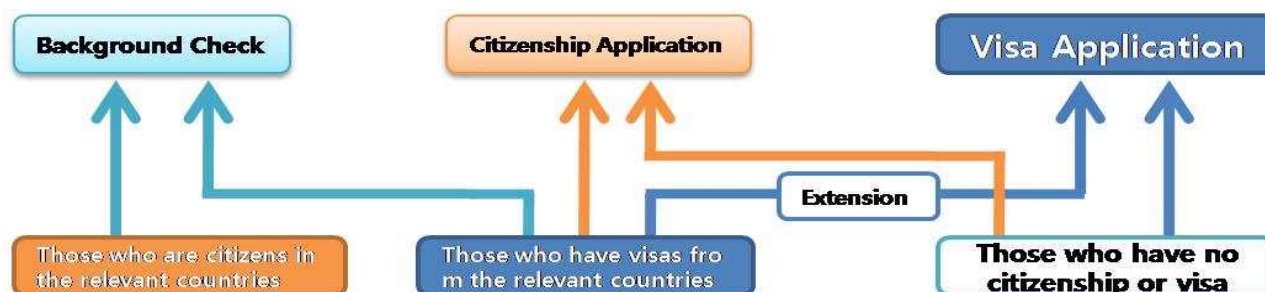 Background Check
Citizenship Application
Visa Application
Extension
Those who are citizens in
the relevant countries
Those who have visas fro
m the relevant countries
Those who have no
citizenship or visa